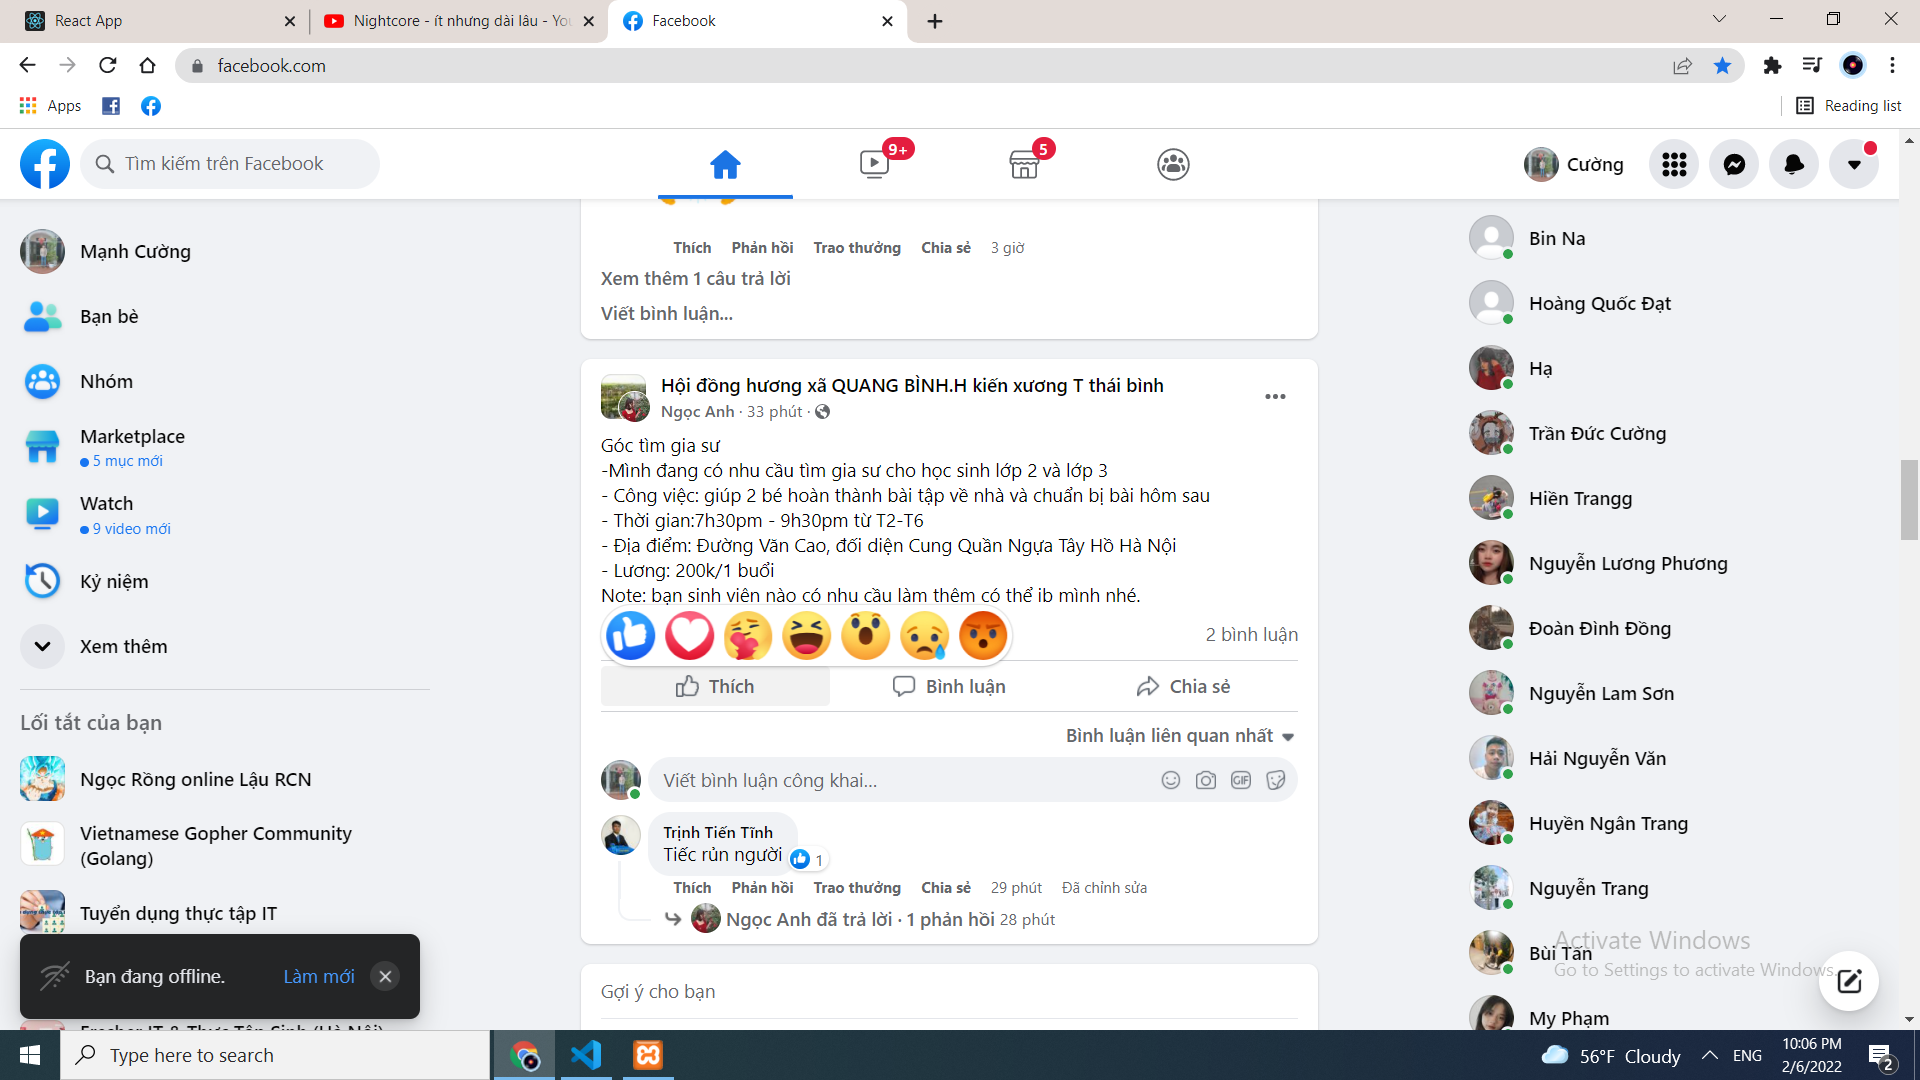 React App
Nightcore - ít nhưng dài lâu - You
Facebook
facebook.com
Apps
Reading list
Tìm kiếm trên Facebook
9+
5
Cường
Mạnh Cường
Bạn bè
Nhóm
Marketplace
5 mục mới
Watch
9 video mới
Kỷ niệm
Xem thêm
Lối tắt của bạn
Ngọc Rồng online Lậu RCN
Vietnamese Gopher Community
(Golang)
Tuyển dụng thực tập IT
Bạn đang offline.
Làm mới
Fresher IT & Thực Tập Sinh (Hà Nội)
Thích Phản hồi Trao thưởng Chia sẻ 3 giờ
Xem thêm 1 câu trả lời
Viết bình luận...
Hội đồng hương xã QUANG BÌNH.H kiến xương T thái bình
Ngọc Anh · 33 phút ·
Góc tìm gia sư
-Mình đang có nhu cầu tìm gia sư cho học sinh lớp 2 và lớp 3
- Công việc: giúp 2 bé hoàn thành bài tập về nhà và chuẩn bị bài hôm sau
- Thời gian:7h30pm - 9h30pm từ T2-T6
- Địa điểm: Đường Văn Cao, đối diện Cung Quần Ngựa Tây Hồ Hà Nội
- Lương: 200k/1 buổi
Note: bạn sinh viên nào có nhu cầu làm thêm có thể ib mình nhé.
2 bình luận
Thích Bình luận Chia sẻ
Bình luận liên quan nhất
Viết bình luận công khai...
GIF
Trịnh Tiến Tĩnh
Tiếc rủn người
1
Thích Phản hồi Trao thưởng Chia sẻ 29 phút Đã chỉnh sửa
Ngọc Anh đã trả lời · 1 phản hồi 28 phút
Gợi ý cho bạn
Bin Na
Hoàng Quốc Đạt
Hạ
Trần Đức Cường
Hiền Trangg
Nguyễn Lương Phương
Đoàn Đình Đồng
Nguyễn Lam Sơn
Hải Nguyễn Văn
Huyền Ngân Trang
Nguyễn Trang
Bùi Tấn
My Phạm
Activate Windows
Go to Settings to activate Windows.
Type here to search
56°F Cloudy
ENG
10:06 PM
2/6/2022
2